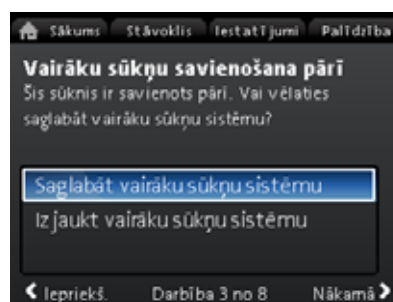 Sākums Stāvoklis Iestatījumi Palīdzība
Vairāku sūkņu savienošana pārī
Šis sūknis ir savienots pārī. Vai vēlaties
saglabāt vairāku sūkņu sistēmu?
Saglabāt vairāku sūkņu sistēmu
Izjaukt vairāku sūkņu sistēmu
Iepriekš. Darbība 3 no 8 Nākamā